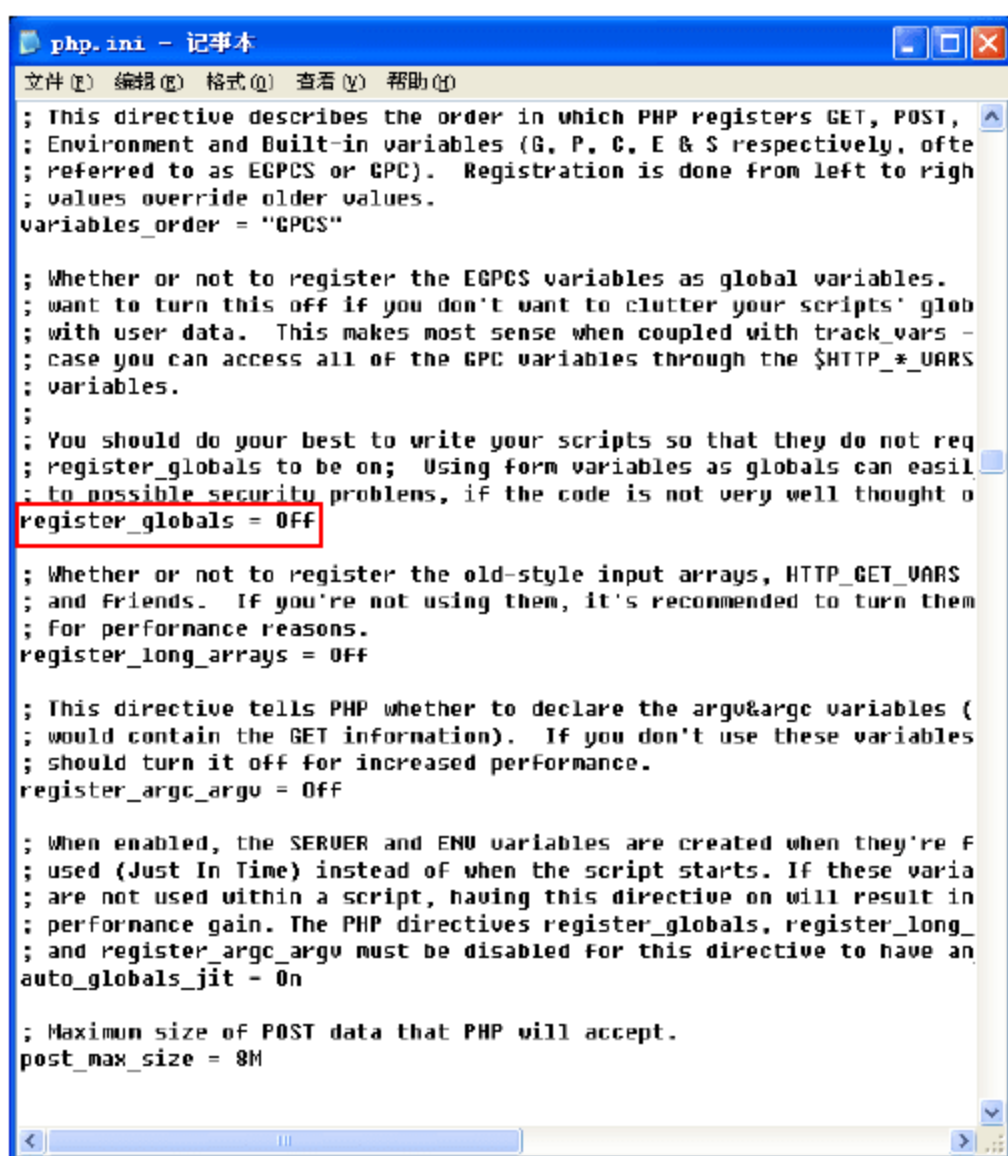 php.ini - 记事本
文件(F) 编辑(E) 格式(O) 查看(V) 帮助(H)
; This directive describes the order in which PHP registers GET, POST,
; Environment and Built-in variables (G, P, C, E & S respectively, ofte
; referred to as EGPCS or GPC).  Registration is done from left to righ
; values override older values.
variables_order = "GPCS"
; Whether or not to register the EGPCS variables as global variables.
; want to turn this off if you don't want to clutter your scripts' glob
; with user data.  This makes most sense when coupled with track_vars -
; case you can access all of the GPC variables through the $HTTP_*_VARS
; variables.
;
; You should do your best to write your scripts so that they do not req
; register_globals to be on;  Using form variables as globals can easil
; to possible security problems, if the code is not very well thought o
register_globals = Off
; Whether or not to register the old-style input arrays, HTTP_GET_VARS
; and friends.  If you're not using them, it's recommended to turn them
; for performance reasons.
register_long_arrays = Off
; This directive tells PHP whether to declare the argv&argc variables (
; would contain the GET information).  If you don't use these variables
; should turn it off for increased performance.
register_argc_argv = Off
; When enabled, the SERVER and ENV variables are created when they're f
; used (Just In Time) instead of when the script starts. If these varia
; are not used within a script, having this directive on will result in
; performance gain. The PHP directives register_globals, register_long_
; and register_argc_argv must be disabled for this directive to have an
auto_globals_jit = On
; Maximum size of POST data that PHP will accept.
post_max_size = 8M